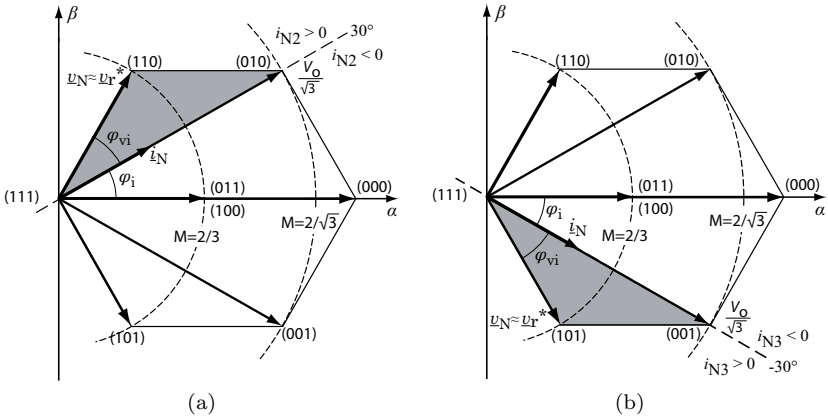 β
i_N2 > 0
30°
i_N2 < 0
(110)
(010)
V_o/√3
v_N ≈ v_r*
φ_vi
i_N
φ_i
(111)
(011)
(000)
(100)
α
M=2/3
M=2/√3
(101)
(001)
(a)
β
(110)
(010)
(111)
(011)
(000)
φ_i
(100)
α
i_N
M=2/3
M=2/√3
φ_vi
v_N ≈ v_r*
V_o/√3
i_N3 < 0
(101)
(001)
i_N3 > 0
-30°
(b)